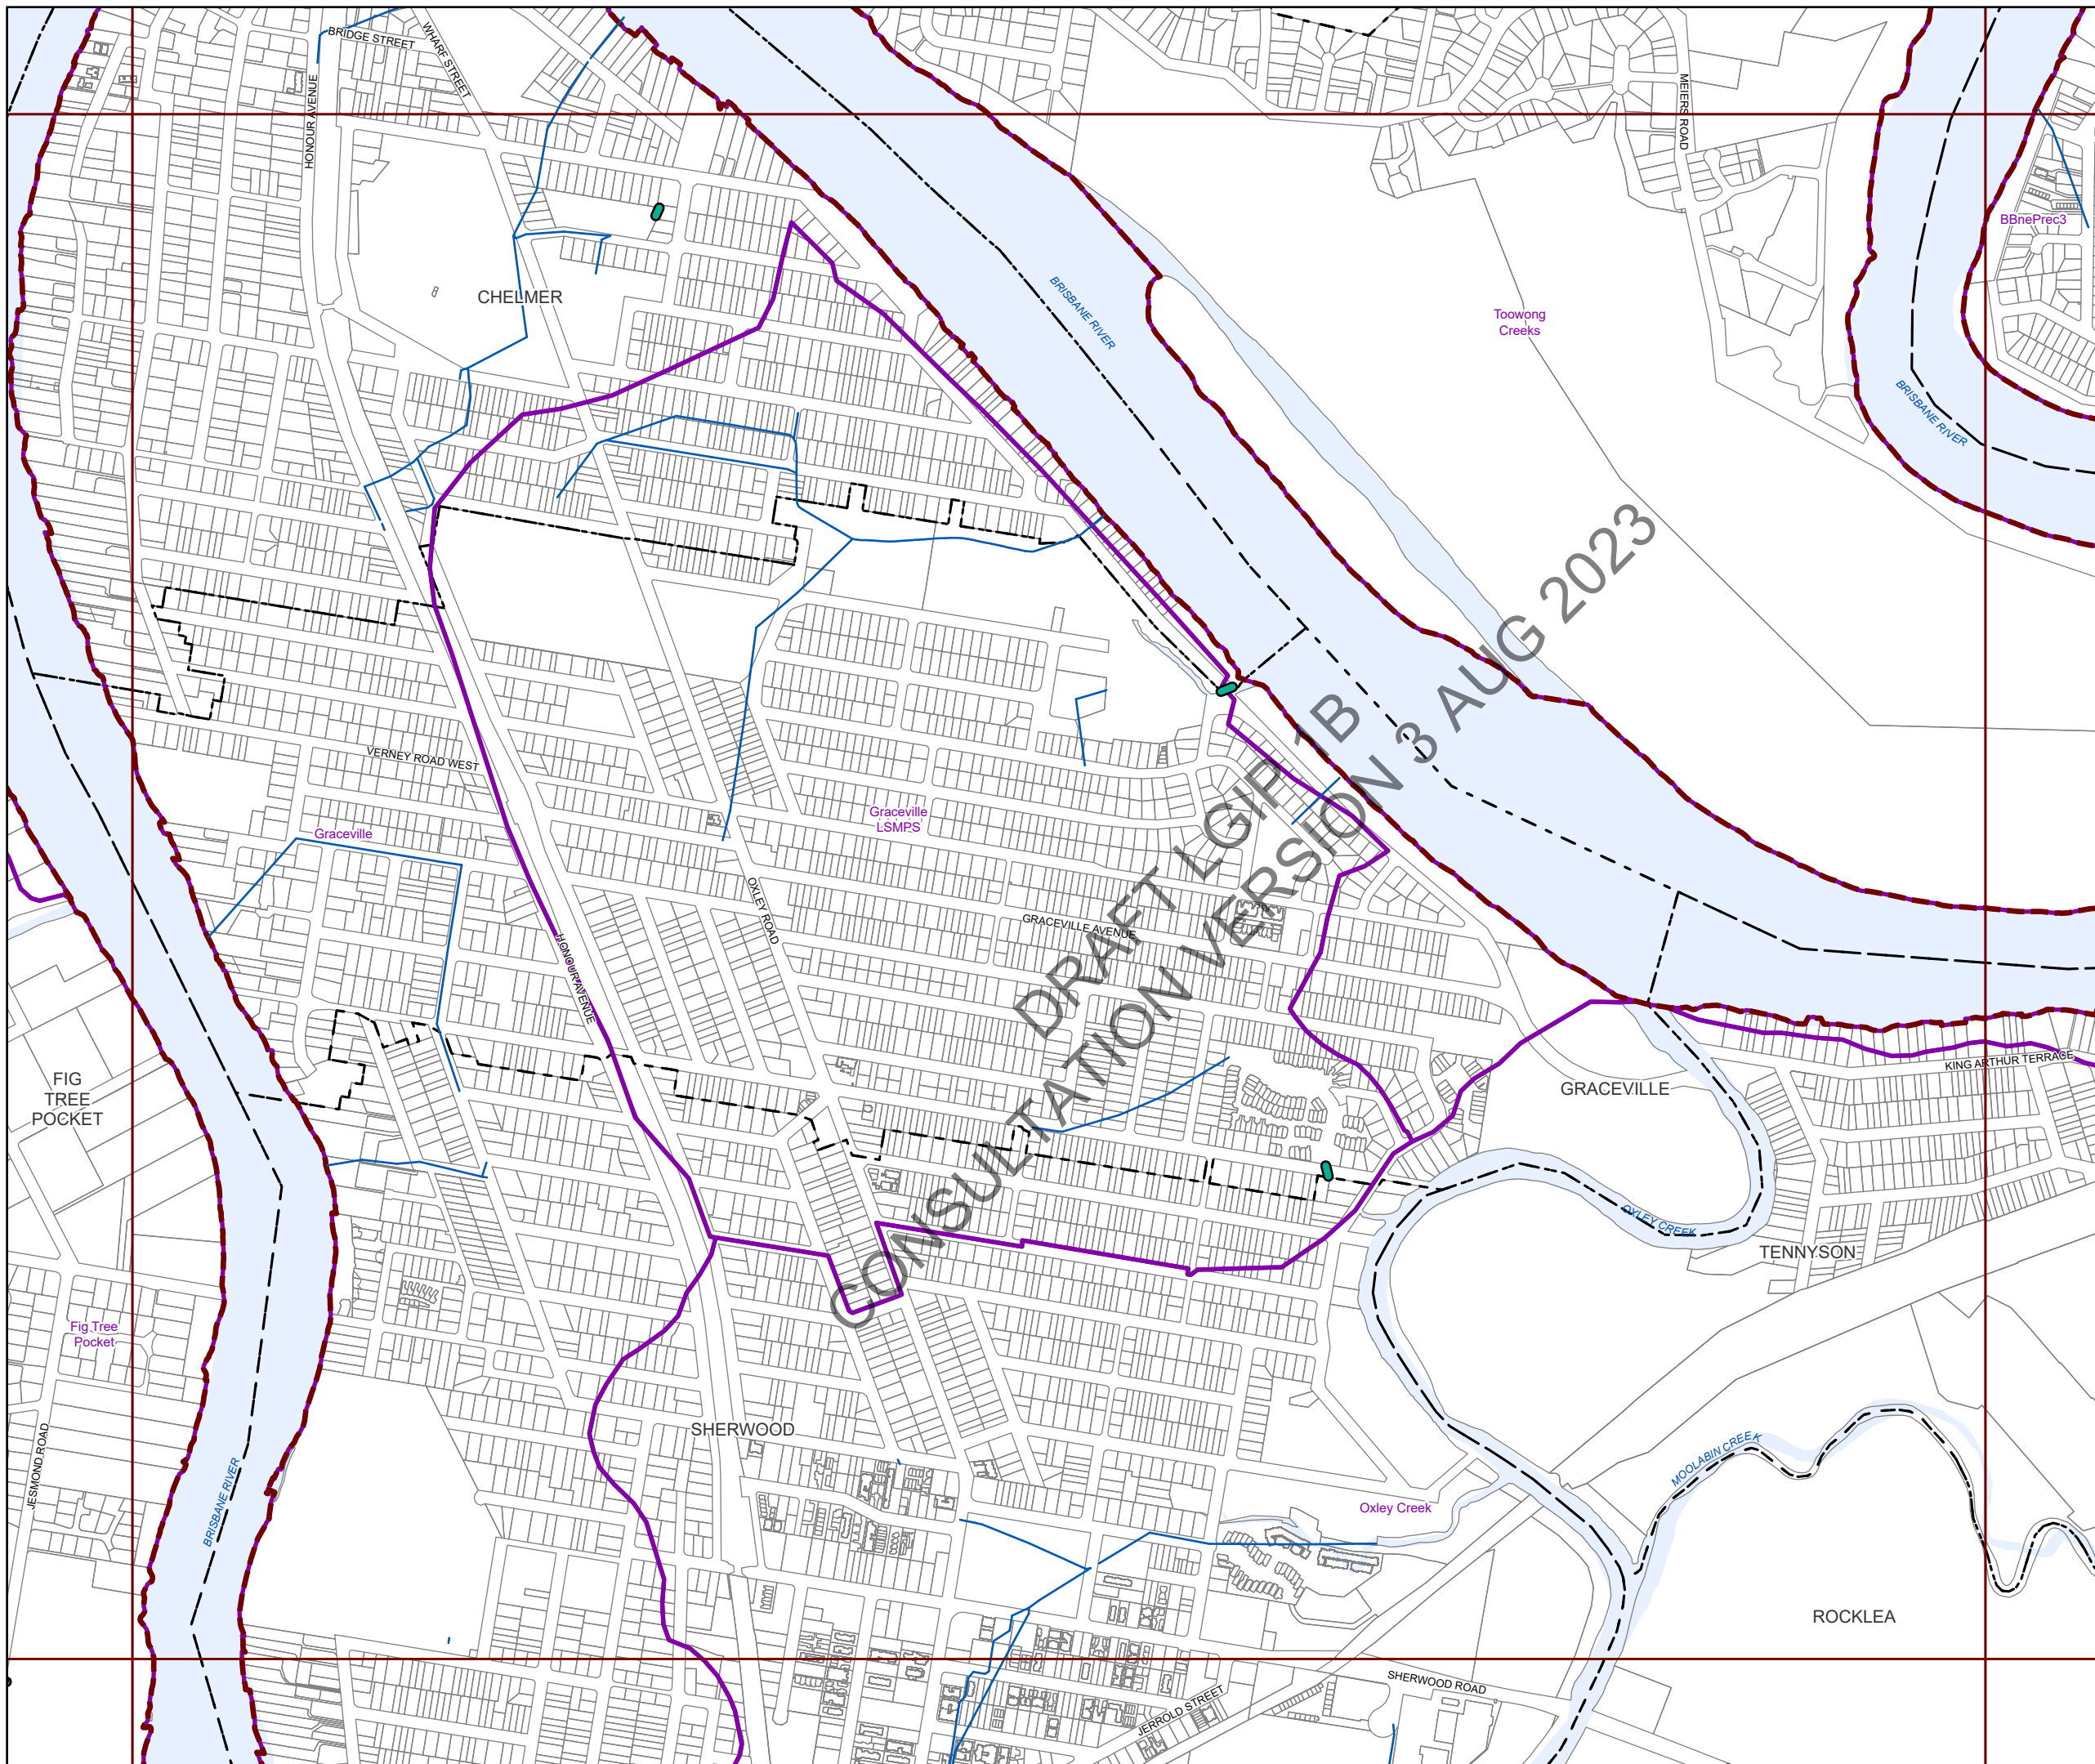 BRIDGE STREET
WHARF STREET
HONOUR AVENUE
MEIERS ROAD
BBnePrec3
CHELMER
BRISBANE RIVER
Toowong
Creeks
BRISBANE RIVER
DRAFT LGIP 1B
CONSULTATION VERSION 3 AUG 2023
VERNEY ROAD WEST
Graceville
Graceville
LSMPS
OXLEY ROAD
GRACEVILLE AVENUE
HONOUR AVENUE
FIG
TREE
POCKET
GRACEVILLE
KING ARTHUR TERRACE
OXLEY CREEK
TENNYSON
Fig Tree
Pocket
JESMOND ROAD
SHERWOOD
BRISBANE RIVER
MOOLABIN CREEK
Oxley Creek
ROCKLEA
SHERWOOD ROAD
JERROLD STREET